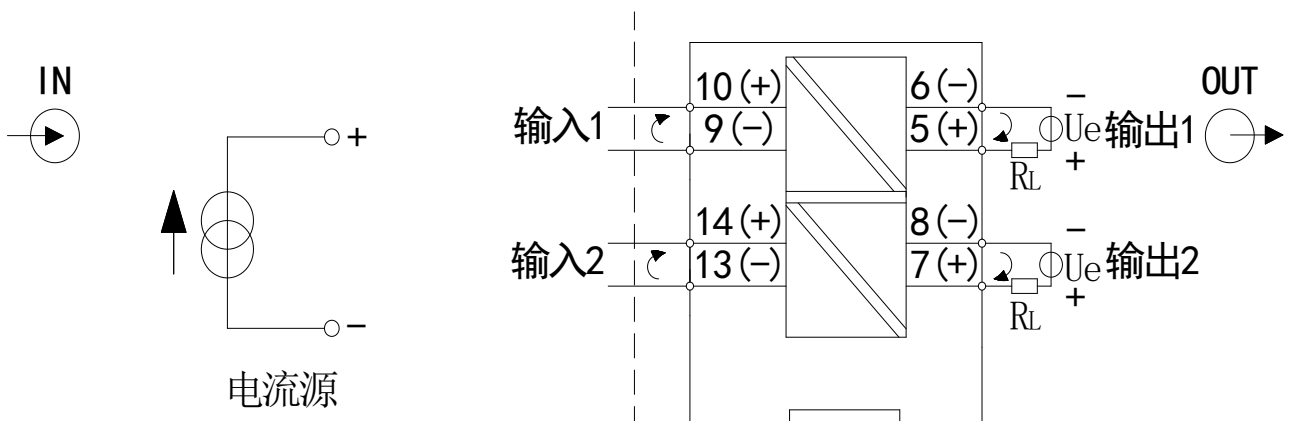 IN
OUT
+
−
电流源
输入1
10(+)
9(−)
6(−)
5(+)
−
Ue
+
RL
输出1
输入2
14(+)
13(−)
8(−)
7(+)
−
Ue
+
RL
输出2